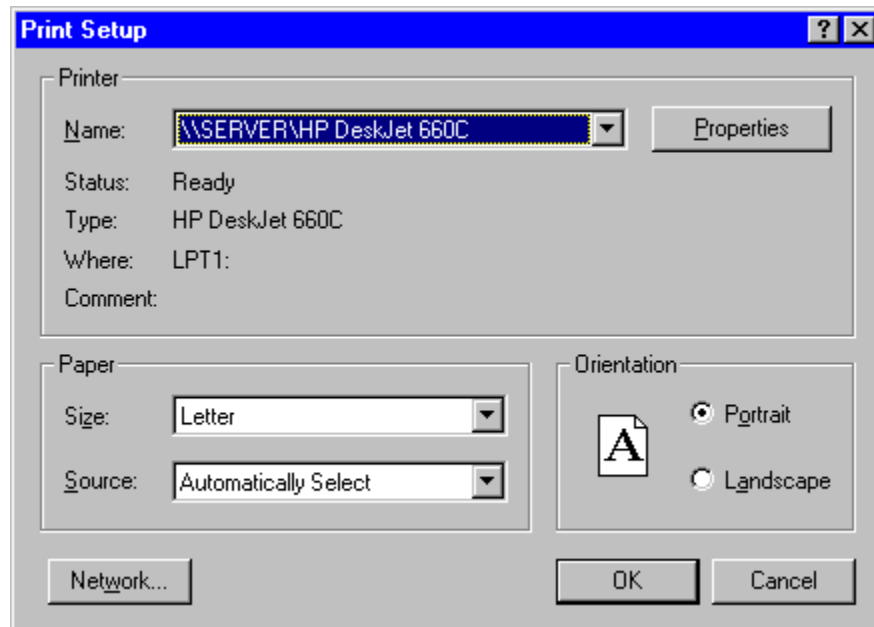 Print Setup
Printer
Name: \\SERVER\HP DeskJet 660C Properties
Status: Ready
Type: HP DeskJet 660C
Where: LPT1:
Comment:
Paper
Size: Letter
Source: Automatically Select
Orientation
A
Portrait
Landscape
Network... OK Cancel